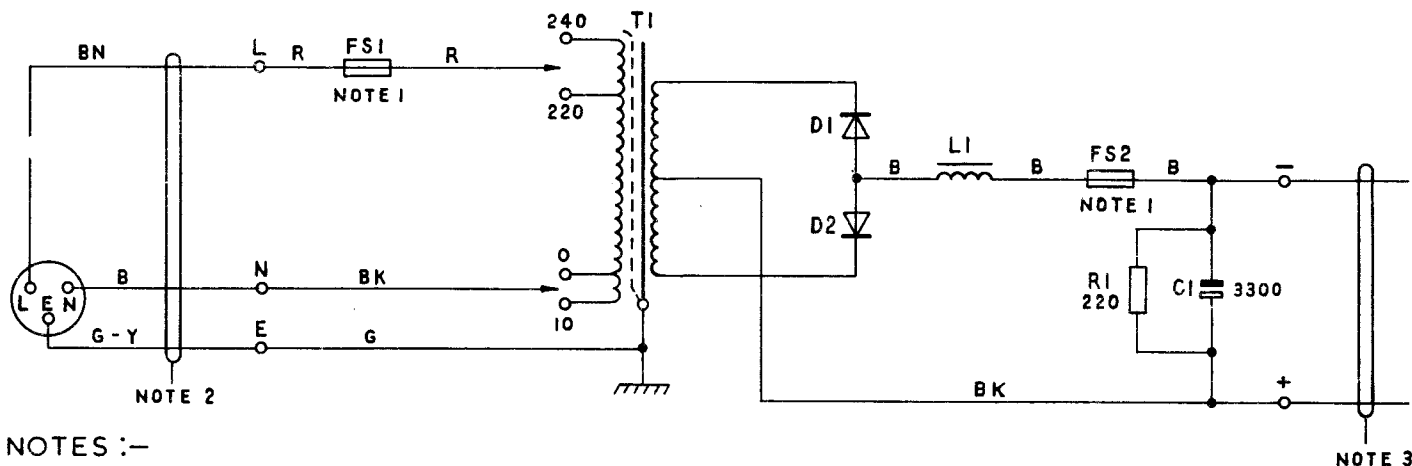 240 T1
BN L R FS1 R
NOTE 1
220
D1
L1
B B FS2 B −
NOTE 1
D2
O
N BK
B
L E N
R1
220
C1 3300
10
E
G-Y G
NOTE 2
BK +
NOTES :—
NOTE 3